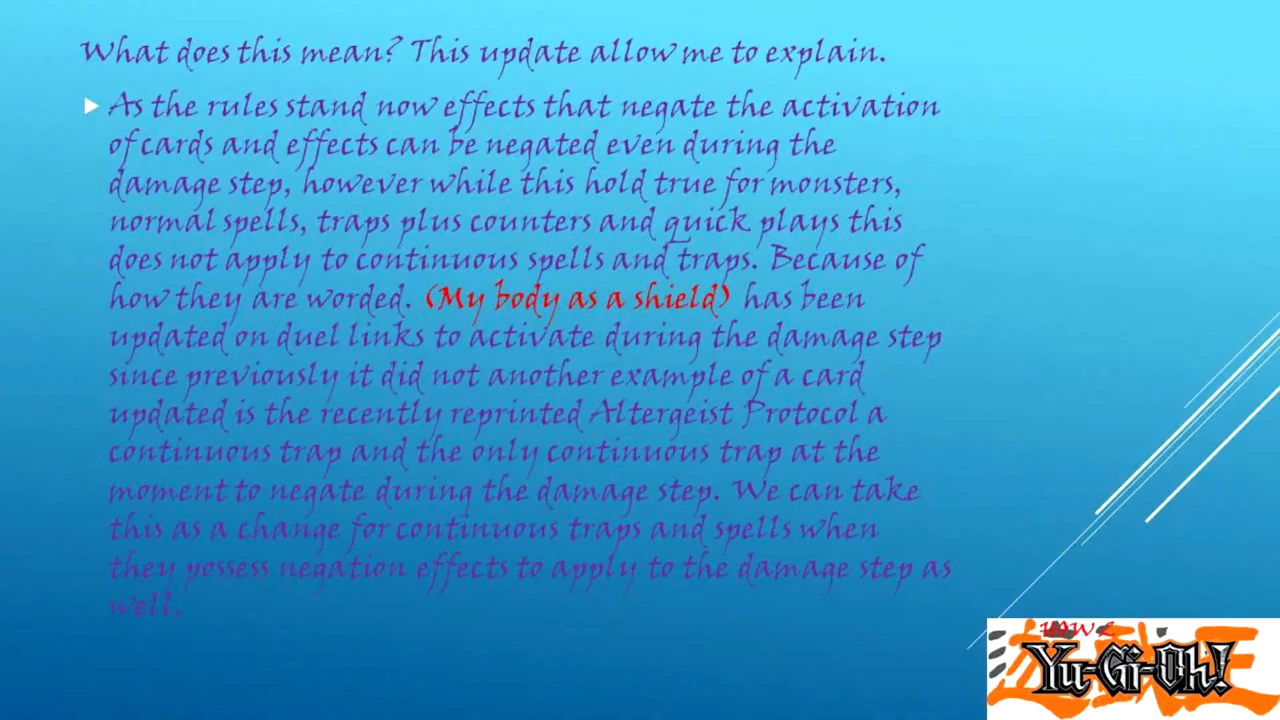 What does this mean? This update allow me to explain.
As the rules stand now effects that negate the activation
of cards and effects can be negated even during the
damage step, however while this hold true for monsters,
normal spells, traps plus counters and quick plays this
does not apply to continuous spells and traps. Because of
how they are worded. (My body as a shield) has been
updated on duel links to activate during the damage step
since previously it did not another example of a card
updated is the recently reprinted Altergeist Protocol a
continuous trap and the only continuous trap at the
moment to negate during the damage step. We can take
this as a change for continuous traps and spells when
they possess negation effects to apply to the damage step as
well.
HOW 2
遊戯王
Yu-Gi-Oh!